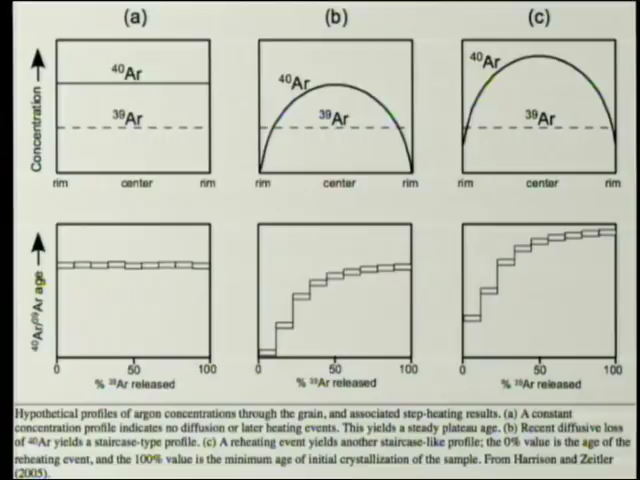 (a) (b) (c)
Concentration
⁴⁰Ar
³⁹Ar
rim center rim
⁴⁰Ar
³⁹Ar
rim center rim
⁴⁰Ar
³⁹Ar
rim center rim
⁴⁰Ar/³⁹Ar age
0 50 100
% ³⁹Ar released
0 50 100
% ³⁹Ar released
0 50 100
% ³⁹Ar released
Hypothetical profiles of argon concentrations through the grain, and associated step-heating results. (a) A constant
concentration profile indicates no diffusion or later heating events. This yields a steady plateau age. (b) Recent diffusive loss
of ⁴⁰Ar yields a staircase-type profile. (c) A reheating event yields another staircase-like profile; the 0% value is the age of the
reheating event, and the 100% value is the minimum age of initial crystallization of the sample. From Harrison and Zeitler
(2005).